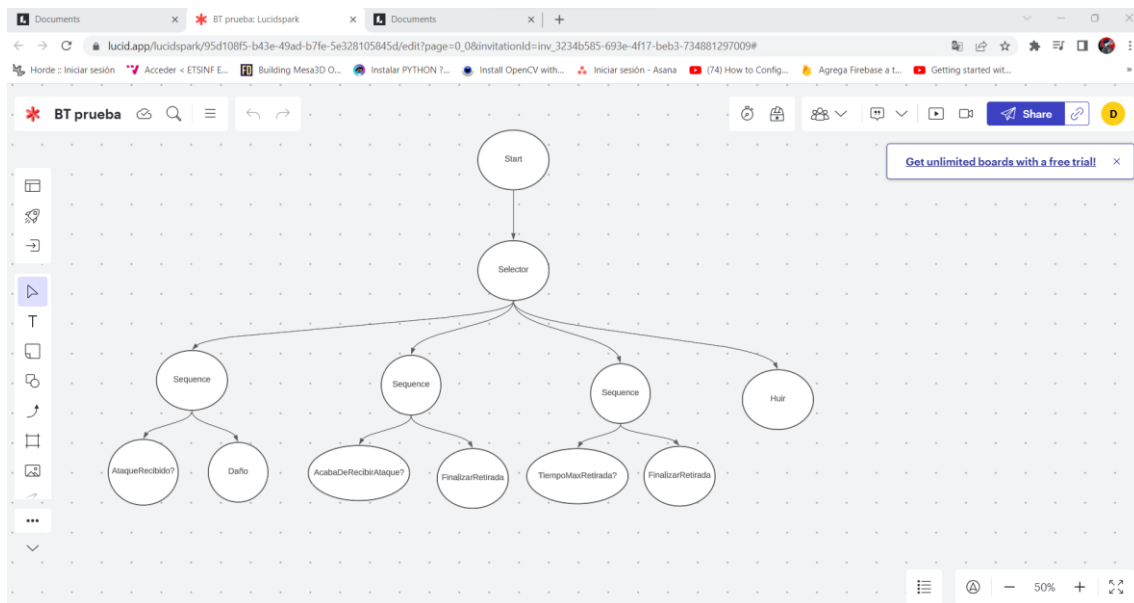 Documents
BT prueba: Lucidspark
Documents
lucid.app/lucidspark/95d108f5-b43e-49ad-b7fe-5e328105845d/edit?page=0_0&invitationId=inv_3234b585-693e-4f17-beb3-734881297009#
Horde :: Iniciar sesión
Acceder < ETSINF E...
Building Mesa3D O...
Instalar PYTHON ?...
Install OpenCV with...
Iniciar sesión - Asana
(74) How to Config...
Agrega Firebase a t...
Getting started wit...
BT prueba
Share
D
Get unlimited boards with a free trial!
Start
Selector
Sequence
Sequence
Sequence
Huir
AtaqueRecibido?
Daño
AcabaDeRecibirAtaque?
FinalizarRetirada
TiempoMaxRetirada?
FinalizarRetirada
T
50%